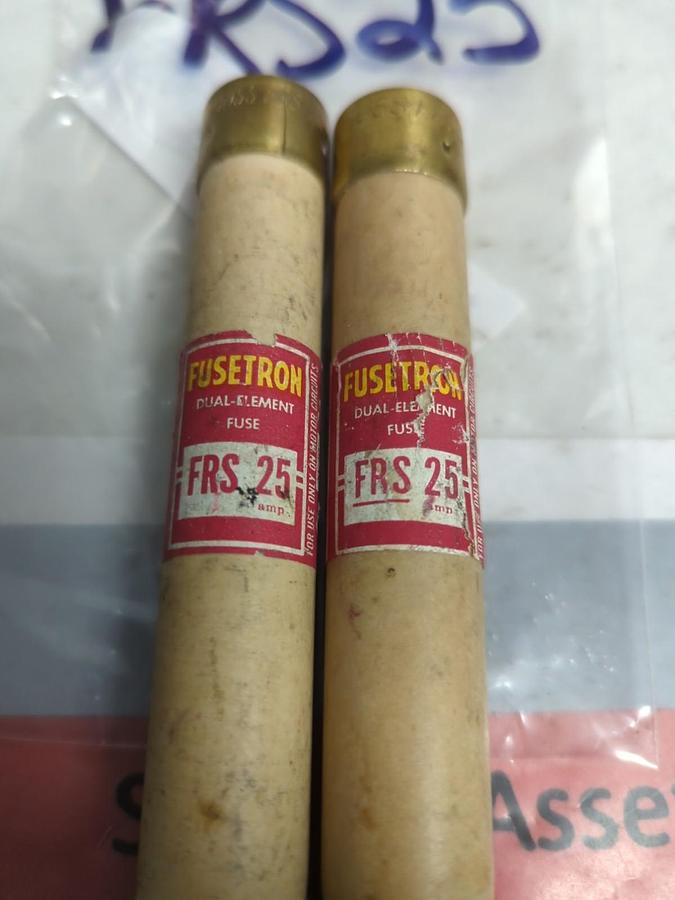 FRS25
FUSETRON
DUAL-ELEMENT
FUSE
FRS 25
amp
FOR USE ONLY ON MOTOR CIRCUITS
FUSETRON
DUAL-ELEMENT
FUSE
FRS 25
amp
Asse